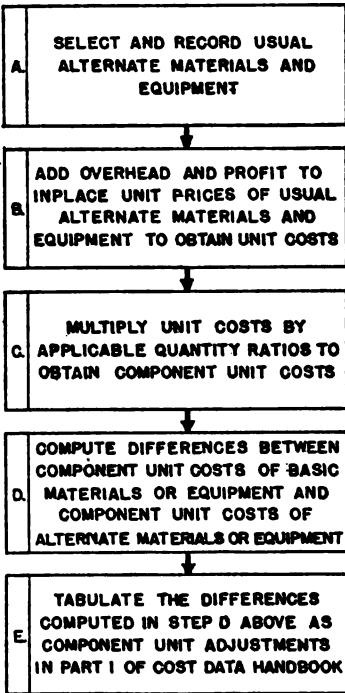 A. SELECT AND RECORD USUAL
ALTERNATE MATERIALS AND
EQUIPMENT
B. ADD OVERHEAD AND PROFIT TO
INPLACE UNIT PRICES OF USUAL
ALTERNATE MATERIALS AND
EQUIPMENT TO OBTAIN UNIT COSTS
C. MULTIPLY UNIT COSTS BY
APPLICABLE QUANTITY RATIOS TO
OBTAIN COMPONENT UNIT COSTS
D. COMPUTE DIFFERENCES BETWEEN
COMPONENT UNIT COSTS OF BASIC
MATERIALS OR EQUIPMENT AND
COMPONENT UNIT COSTS OF
ALTERNATE MATERIALS OR EQUIPMENT
E. TABULATE THE DIFFERENCES
COMPUTED IN STEP D ABOVE AS
COMPONENT UNIT ADJUSTMENTS
IN PART I OF COST DATA HANDBOOK